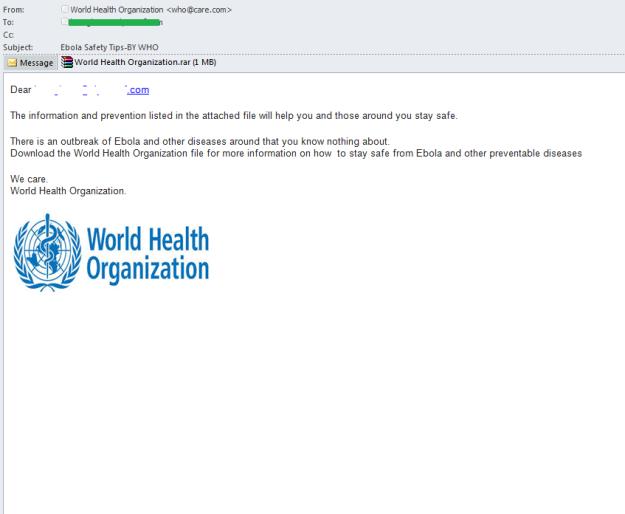 From: World Health Organization <who@care.com>
To:
Cc:
Subject: Ebola Safety Tips-BY WHO
Message World Health Organization.rar (1 MB)
Dear .com
The information and prevention listed in the attached file will help you and those around you stay safe.
There is an outbreak of Ebola and other diseases around that you know nothing about.
Download the World Health Organization file for more information on how to stay safe from Ebola and other preventable diseases
We care.
World Health Organization.
World Health
Organization